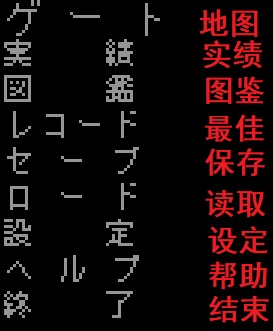 ゲート 地图
実績 实绩
図鑑 图鉴
レコード 最佳
セーブ 保存
ロード 读取
設定 设定
ヘルプ 帮助
終了 结束